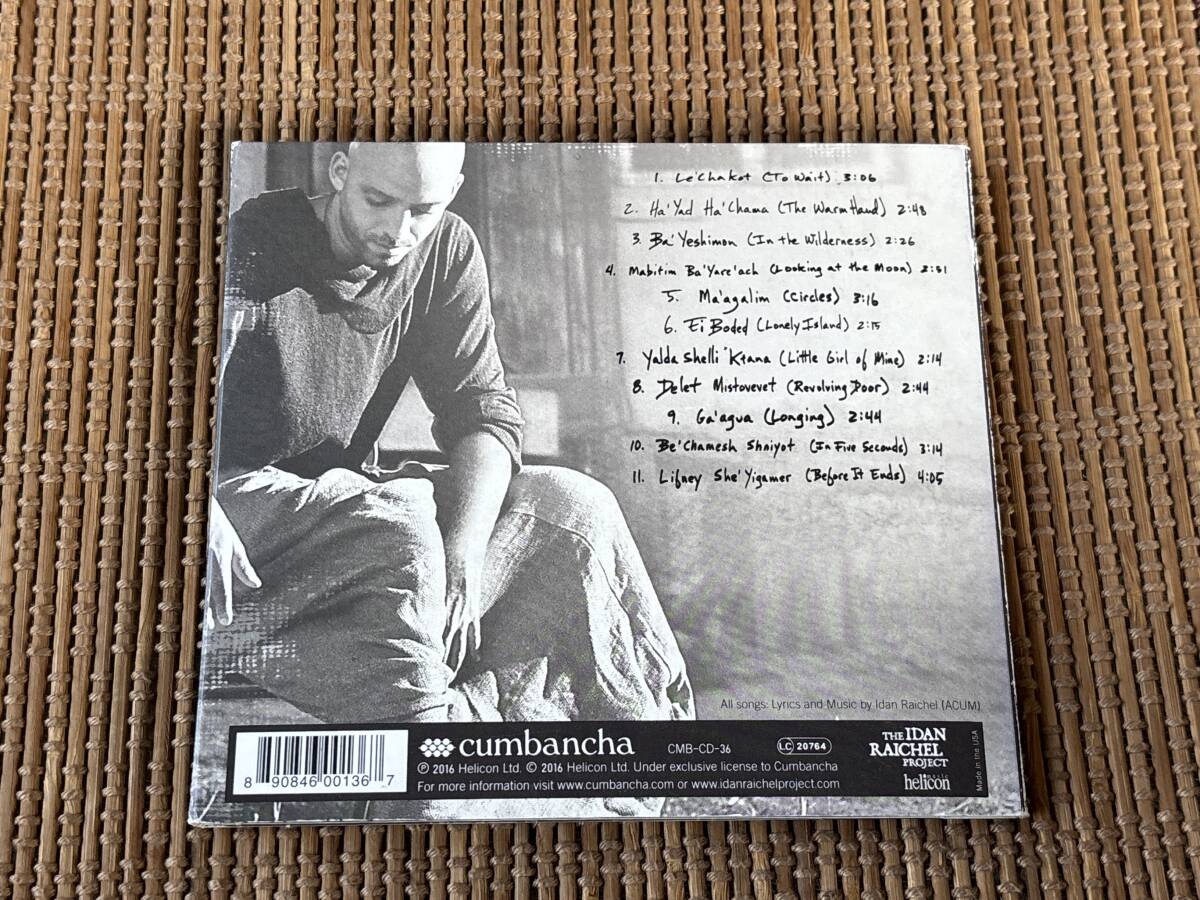 1. Le'Chakot (To Wait) 3:06
2. Ha'Yad Ha'Chama (The Warm Hand) 2:48
3. Ba'Yeshimon (In the Wilderness) 2:26
4. Mabitim Ba'Yare'ach (Looking at the Moon) 2:51
5. Ma'agalim (Circles) 3:16
6. Ei Boded (Lonely Island) 2:15
7. Yalda Shelli Ktana (Little Girl of Mine) 2:14
8. Delet Mistovevet (Revolving Door) 2:44
9. Ga'agua (Longing) 2:44
10. Be'Chamesh Shniyot (In Five Seconds) 3:14
11. Lifney She'Yigamer (Before It Ends) 4:05
All songs: Lyrics and Music by Idan Raichel (ACUM)
8 90846 00136 7
cumbancha CMB-CD-36 LC 20764
℗ 2016 Helicon Ltd. © 2016 Helicon Ltd. Under exclusive license to Cumbancha
For more information visit www.cumbancha.com or www.idanraichelproject.com
THE IDAN
RAICHEL
PROJECT
helicon
Made in the USA